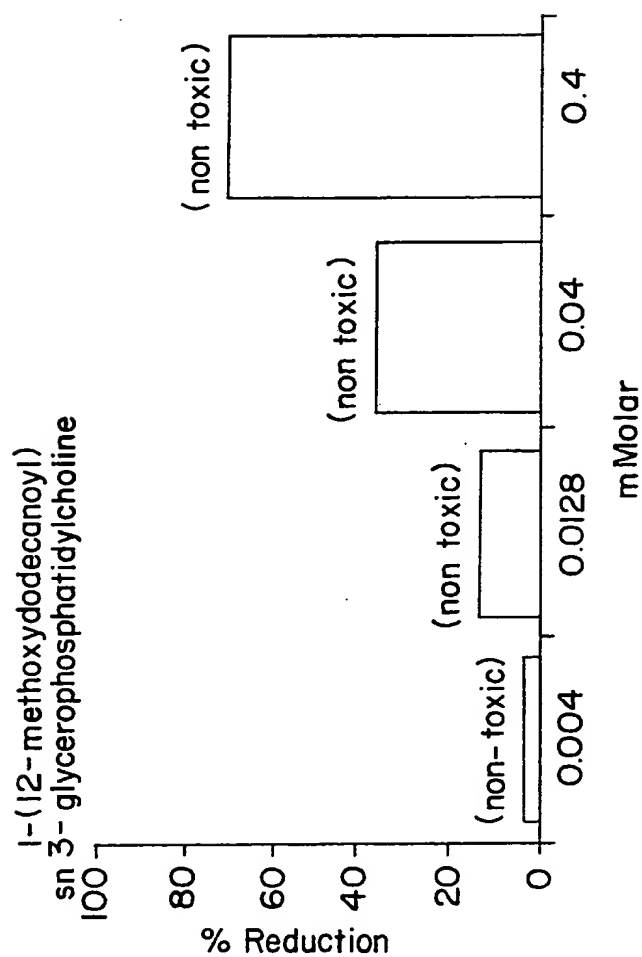 1-(12-methoxydodecanoyl)
sn 3-glycerophosphatidylcholine
% Reduction
100
80
60
40
20
0
(non-toxic)
(non toxic)
(non toxic)
(non toxic)
0.004
0.0128
0.04
0.4
mMolar